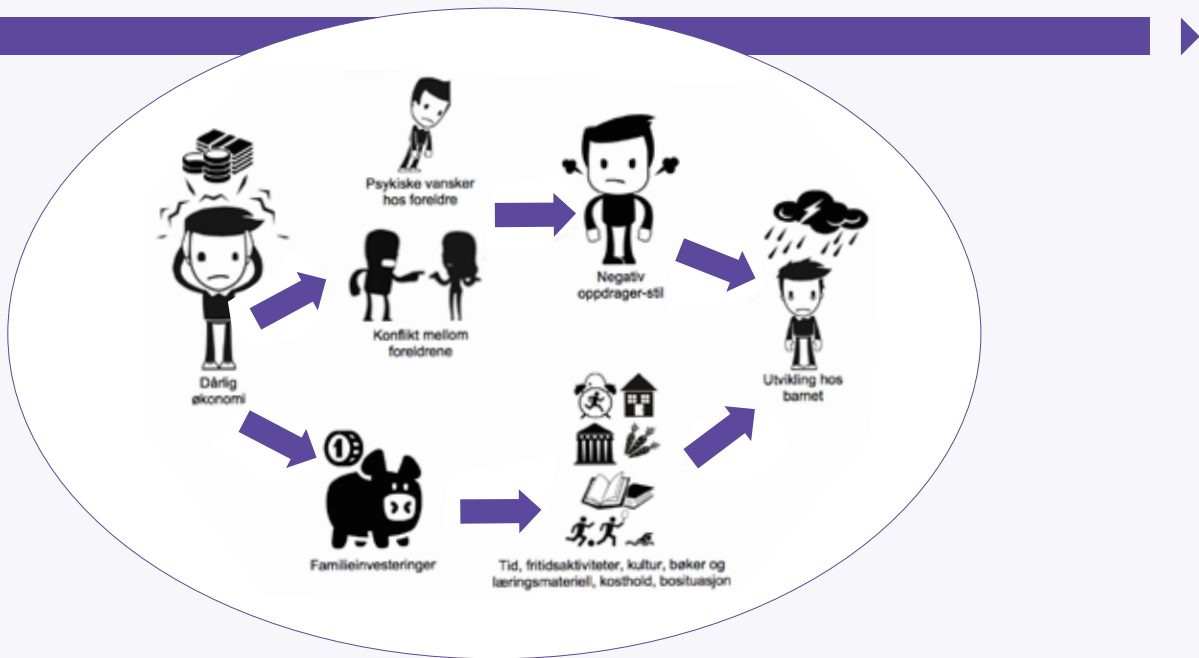 Psykiske vansker
hos foreldre
Konflikt mellom
foreldrene
Negativ
oppdrager-stil
Dårlig
økonomi
Utvikling hos
barnet
1
Familieinvesteringer
Tid, fritidsaktiviteter, kultur, bøker og
læringsmateriell, kosthold, bosituasjon